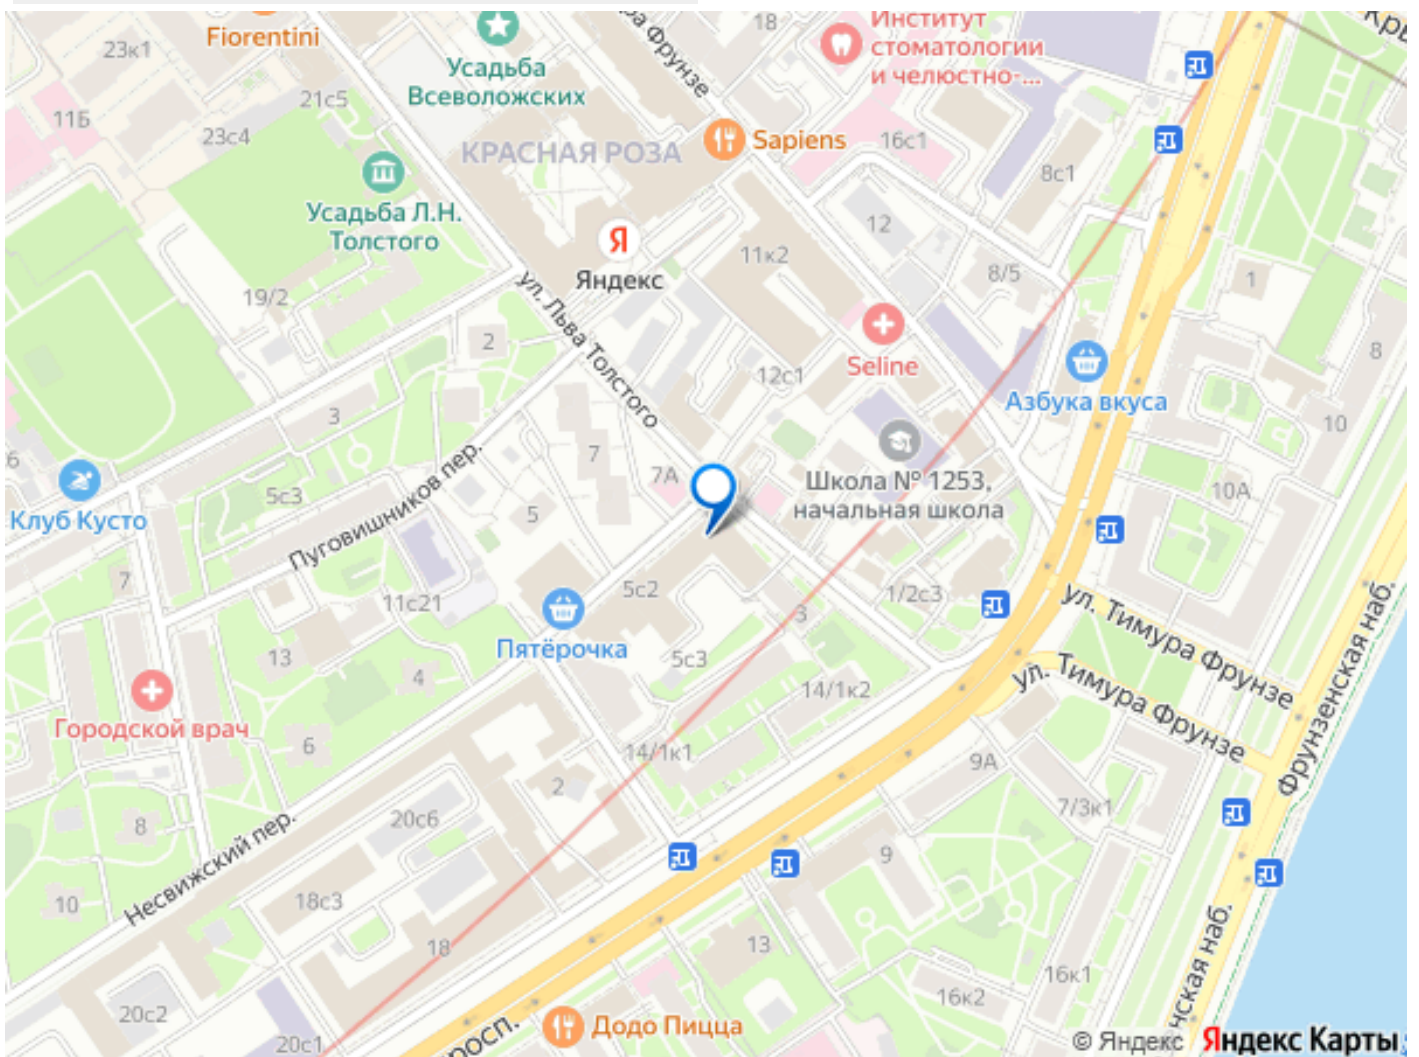 Fiorentini
23к1
Усадьба
Всеволожских
18
Институт
стоматологии
и челюстно-...
11Б
21с5
23с4
КРАСНАЯ РОЗА
Sapiens
16с1
8с1
Усадьба Л.Н.
Толстого
Я
Яндекс
12
11к2
8/5
1
19/2
2
ул. Льва Толстого
Seline
8
12с1
Азбука вкуса
3
10
7
Пуговишников пер.
7А
Школа № 1253,
начальная школа
10А
5с3
Клуб Кусто
5
7
11с21
5с2
1/2с3
ул. Тимура Фрунзе
3
Пятёрочка
13
5с3
4
14/1к2
ул. Тимура Фрунзе
Фрунзенская наб.
Городской врач
6
14/1к1
9А
2
7/3к1
8
20с6
Несвижский пер.
9
10
18с3
18
13
16к1
16к2
20с2
20с1
Додо Пицца
© Яндекс Яндекс Карты